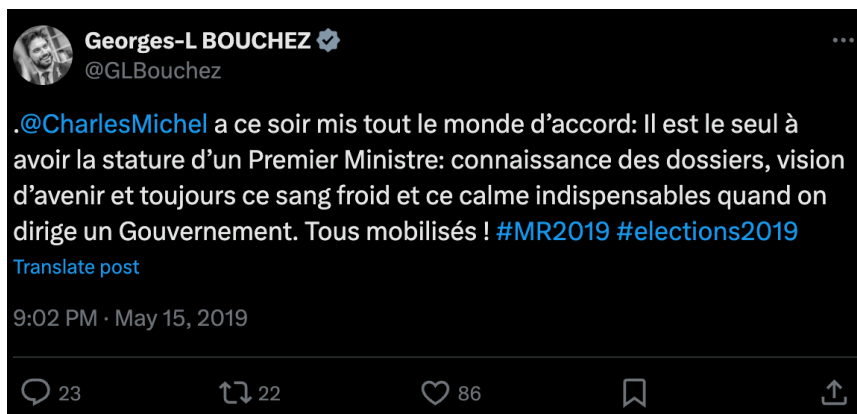 Georges-L BOUCHEZ
@GLBouchez
.@CharlesMichel a ce soir mis tout le monde d’accord: Il est le seul à
avoir la stature d’un Premier Ministre: connaissance des dossiers, vision
d’avenir et toujours ce sang froid et ce calme indispensables quand on
dirige un Gouvernement. Tous mobilisés ! #MR2019 #elections2019
Translate post
9:02 PM · May 15, 2019
23 22 86